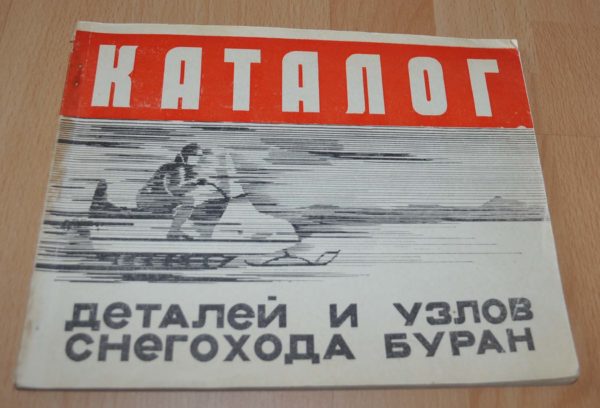 КАТАЛОГ
деталей и узлов
снегохода буран